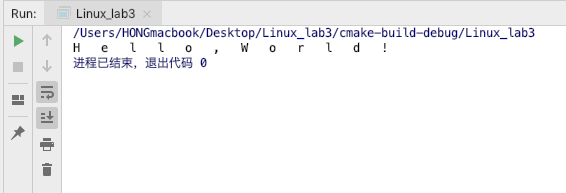 Run: Linux_lab3
/Users/HONGmacbook/Desktop/Linux_lab3/cmake-build-debug/Linux_lab3
H e l l o , W o r l d !
进程已结束，退出代码 0